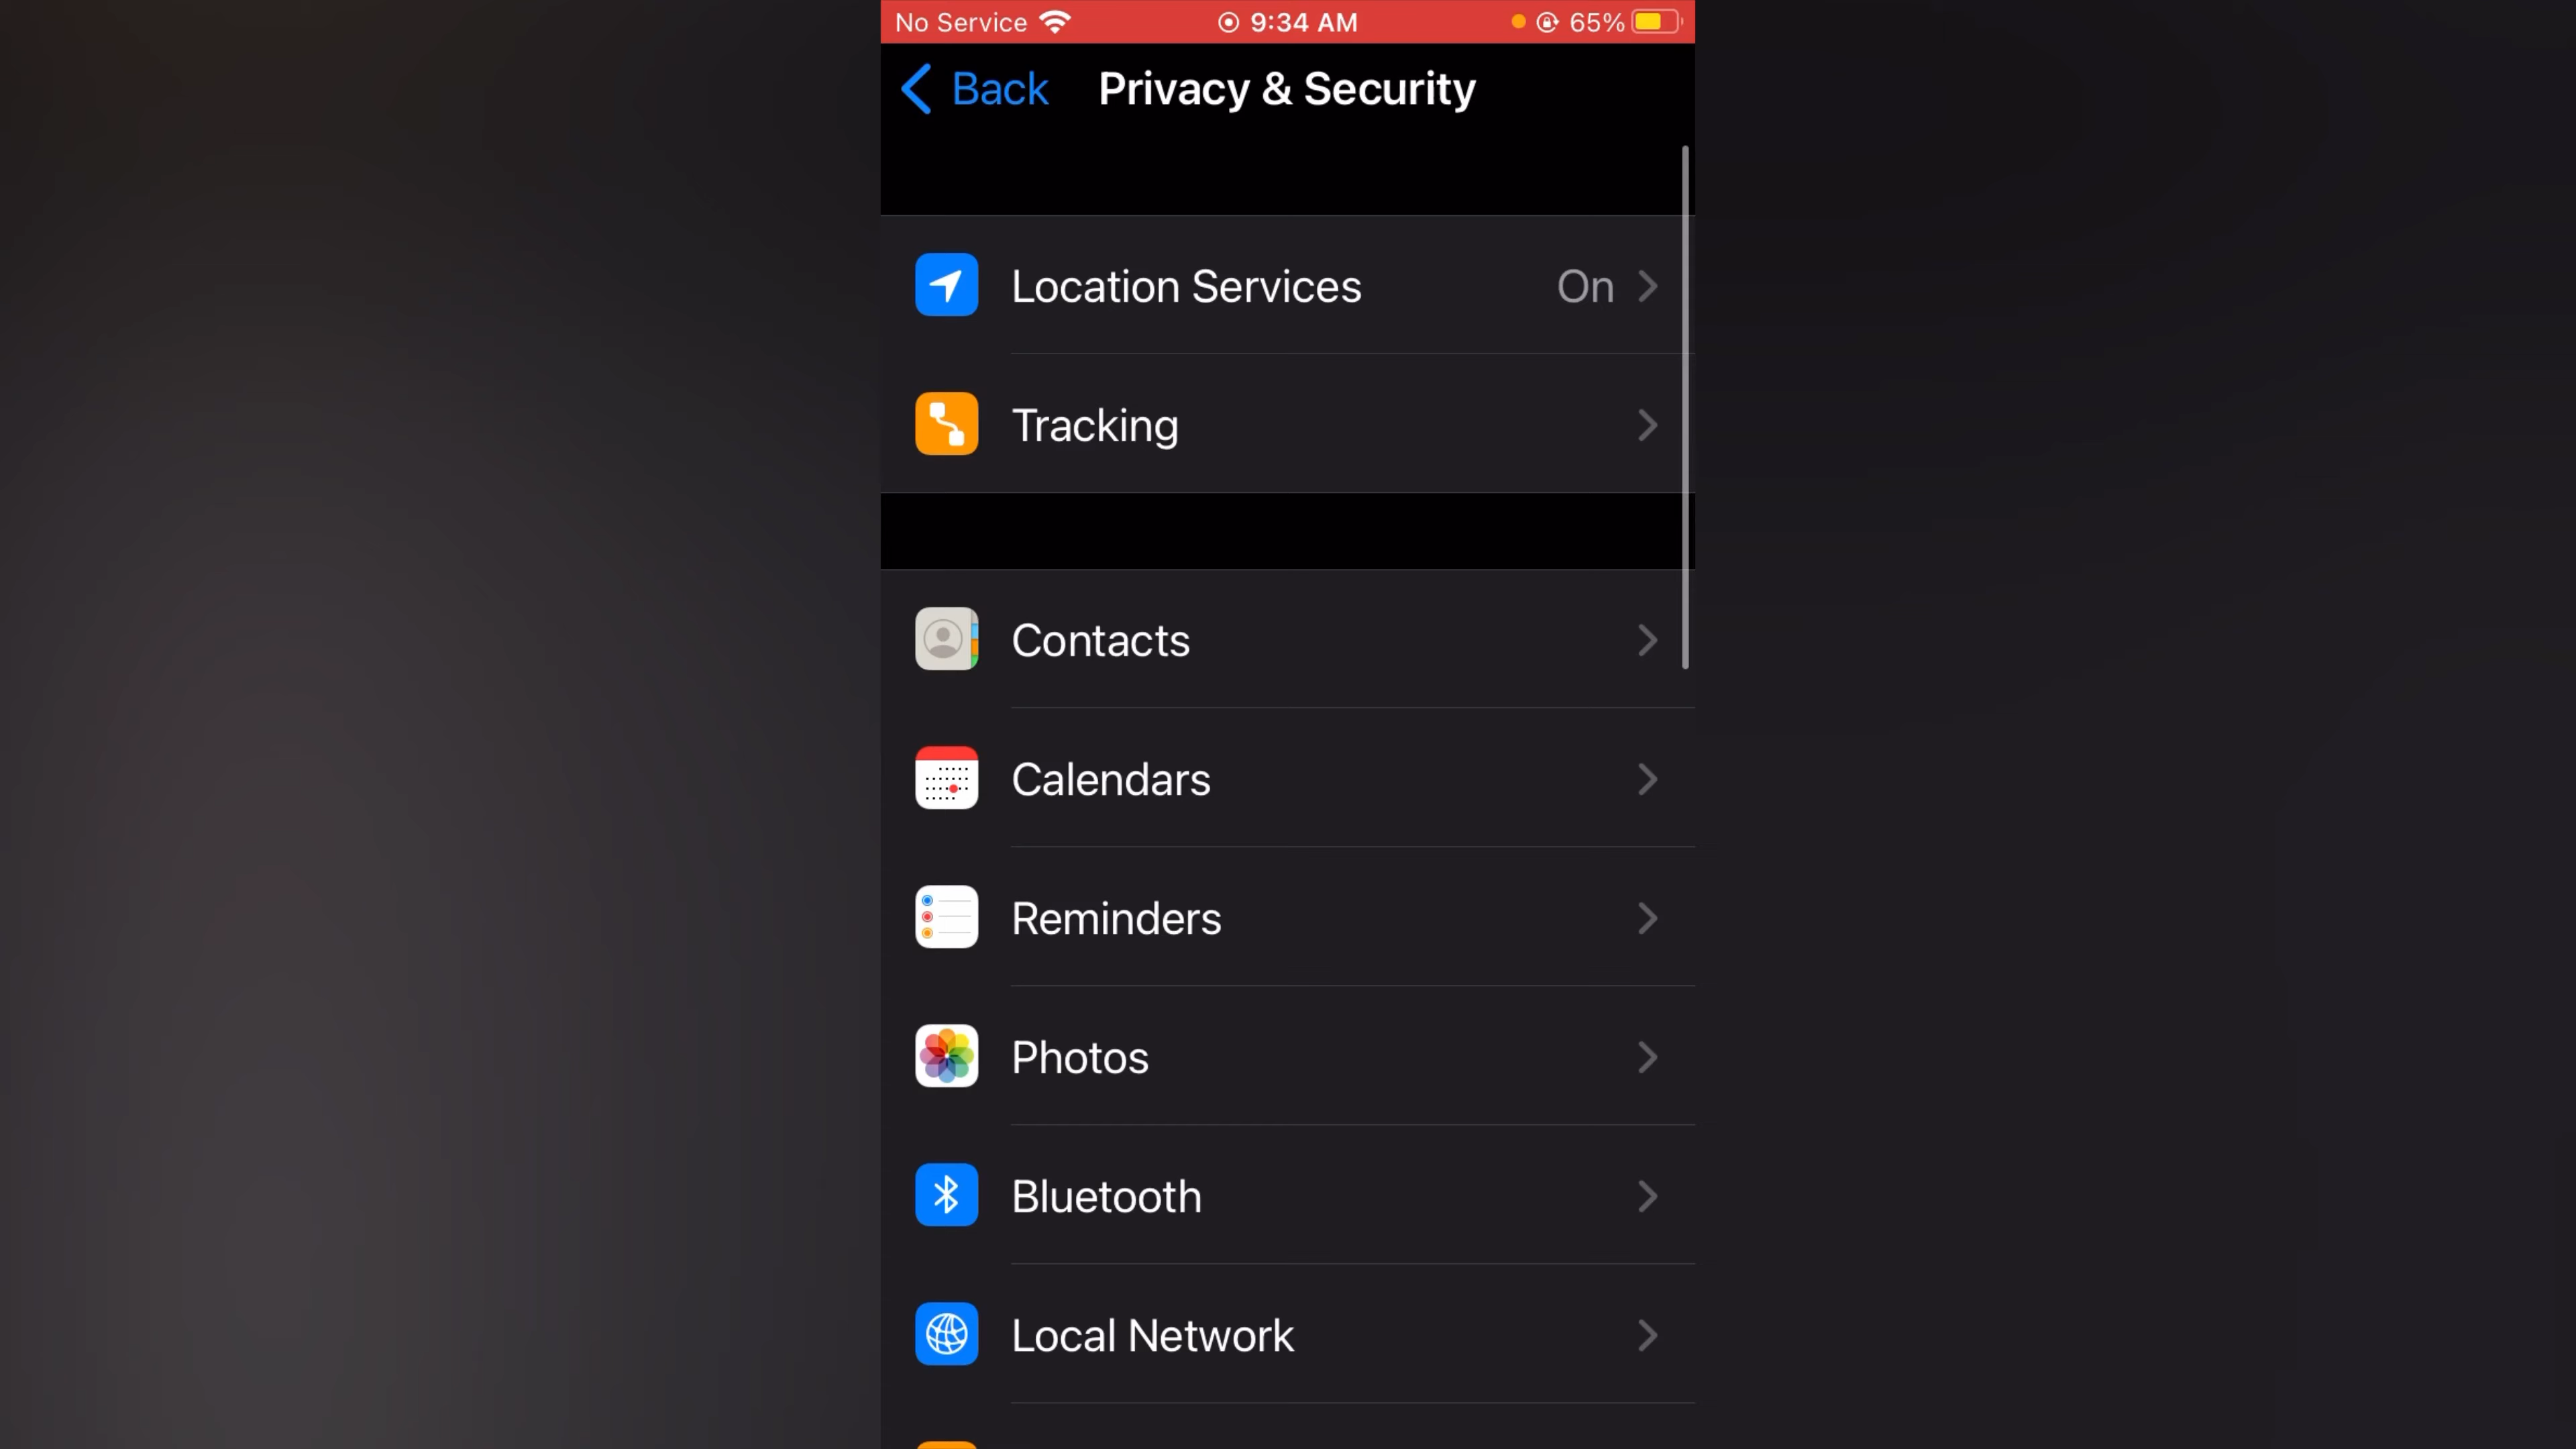 No Service 9:34 AM 65%
Back Privacy & Security
Location Services On
Tracking
Contacts
Calendars
Reminders
Photos
Bluetooth
Local Network